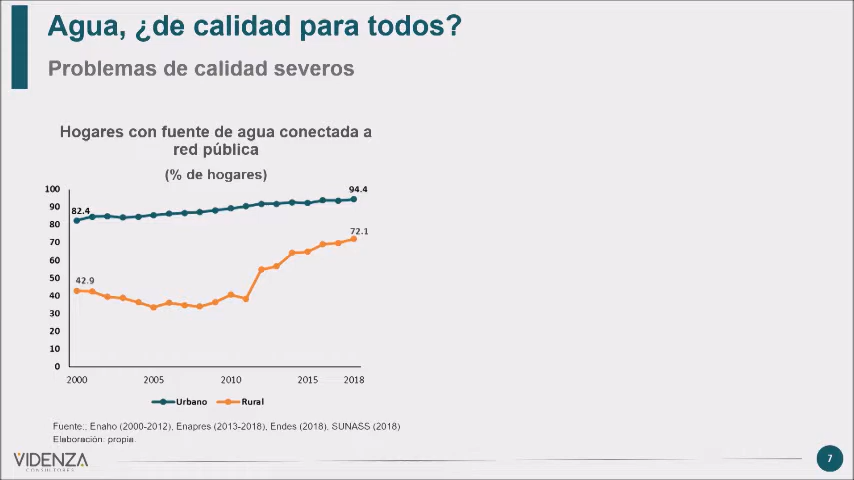 Agua, ¿de calidad para todos?
Problemas de calidad severos
Hogares con fuente de agua conectada a
red pública
(% de hogares)
100
90
80
70
60
50
40
30
20
10
0
82.4
94.4
42.9
72.1
2000
2005
2010
2015
2018
Urbano
Rural
Fuente:. Enaho (2000-2012), Enapres (2013-2018), Endes (2018), SUNASS (2018)
Elaboración: propia.
VIDENZA
CONSULTORES
7